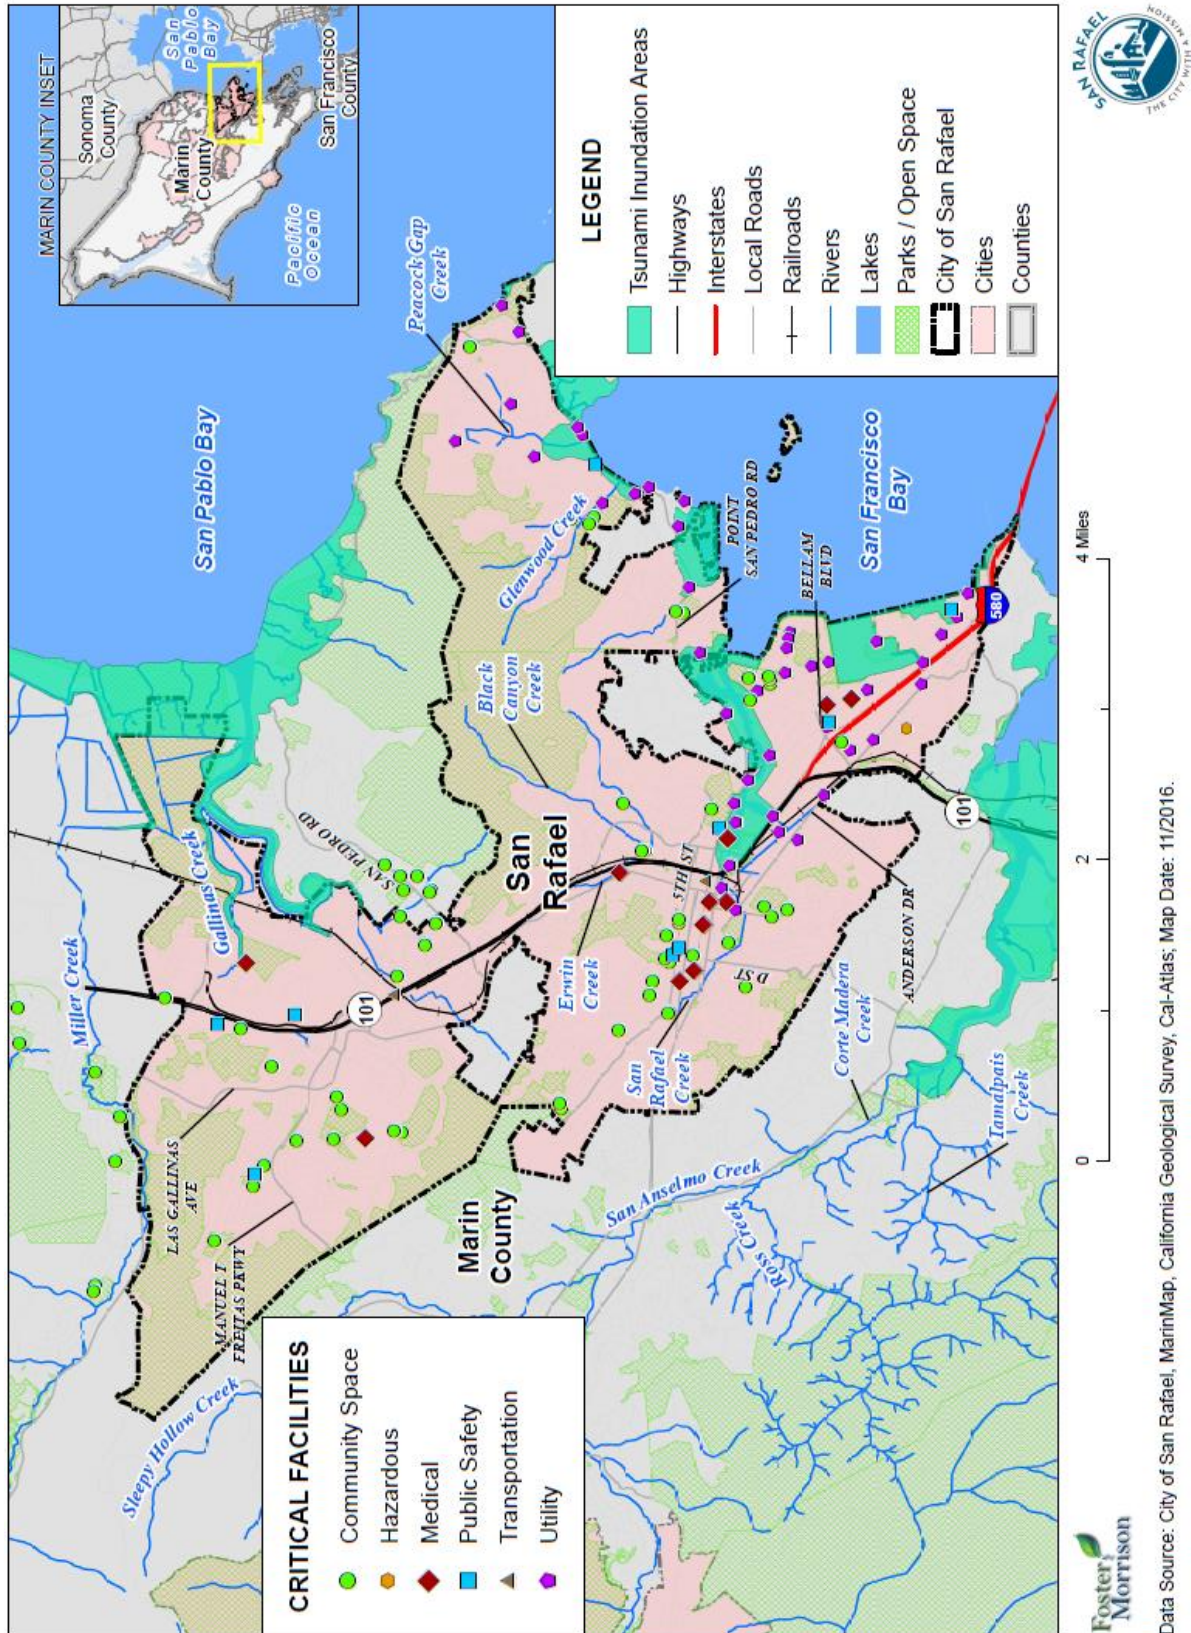 MARIN COUNTY INSET
Sonoma
County
San
Pablo
Bay
Marin
County
San Francisco
County
Pacific
Ocean
San Pablo Bay
Peacock Gap
Creek
Miller Creek
Gallinas Creek
SAN PEDRO RD
101
LAS GALLINAS
AVE
MANUEL T
FREITAS PKWY
Sleepy Hollow Creek
Black
Canyon
Creek
Glenwood Creek
San
Rafael
Erwin
Creek
Marin
County
POINT
SAN PEDRO RD
5TH ST
D ST
San
Rafael
Creek
San Anselmo Creek
Ross Creek
BELLAM
BLVD
San Francisco
Bay
ANDERSON DR
Corte Madera
Creek
Tamalpais
Creek
101
580
CRITICAL FACILITIES
Community Space
Hazardous
Medical
Public Safety
Transportation
Utility
LEGEND
Tsunami Inundation Areas
Highways
Interstates
Local Roads
Railroads
Rivers
Lakes
Parks / Open Space
City of San Rafael
Cities
Counties
0
1
2
4 Miles
Foster
Morrison
SAN RAFAEL
THE CITY WITH A MISSION
Data Source: City of San Rafael, MarinMap, California Geological Survey, Cal-Atlas; Map Date: 11/2016.